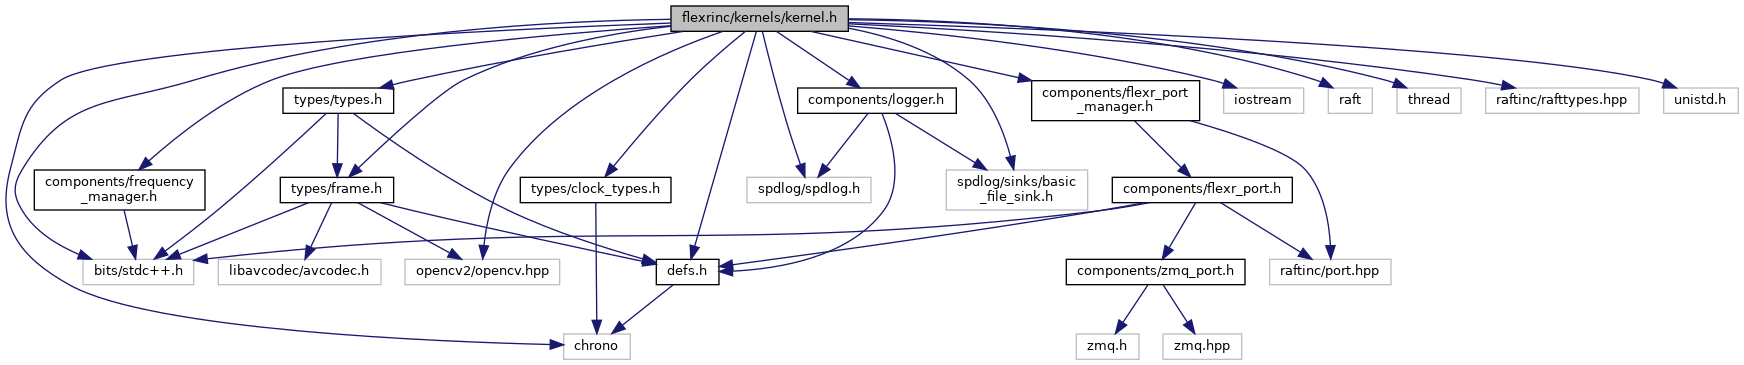 flexrinc/kernels/kernel.h
types/types.h
components/logger.h
components/flexr_port
_manager.h
iostream
raft
thread
raftinc/rafttypes.hpp
unistd.h
components/frequency
_manager.h
types/frame.h
types/clock_types.h
spdlog/spdlog.h
spdlog/sinks/basic
_file_sink.h
components/flexr_port.h
bits/stdc++.h
libavcodec/avcodec.h
opencv2/opencv.hpp
defs.h
components/zmq_port.h
raftinc/port.hpp
chrono
zmq.h
zmq.hpp